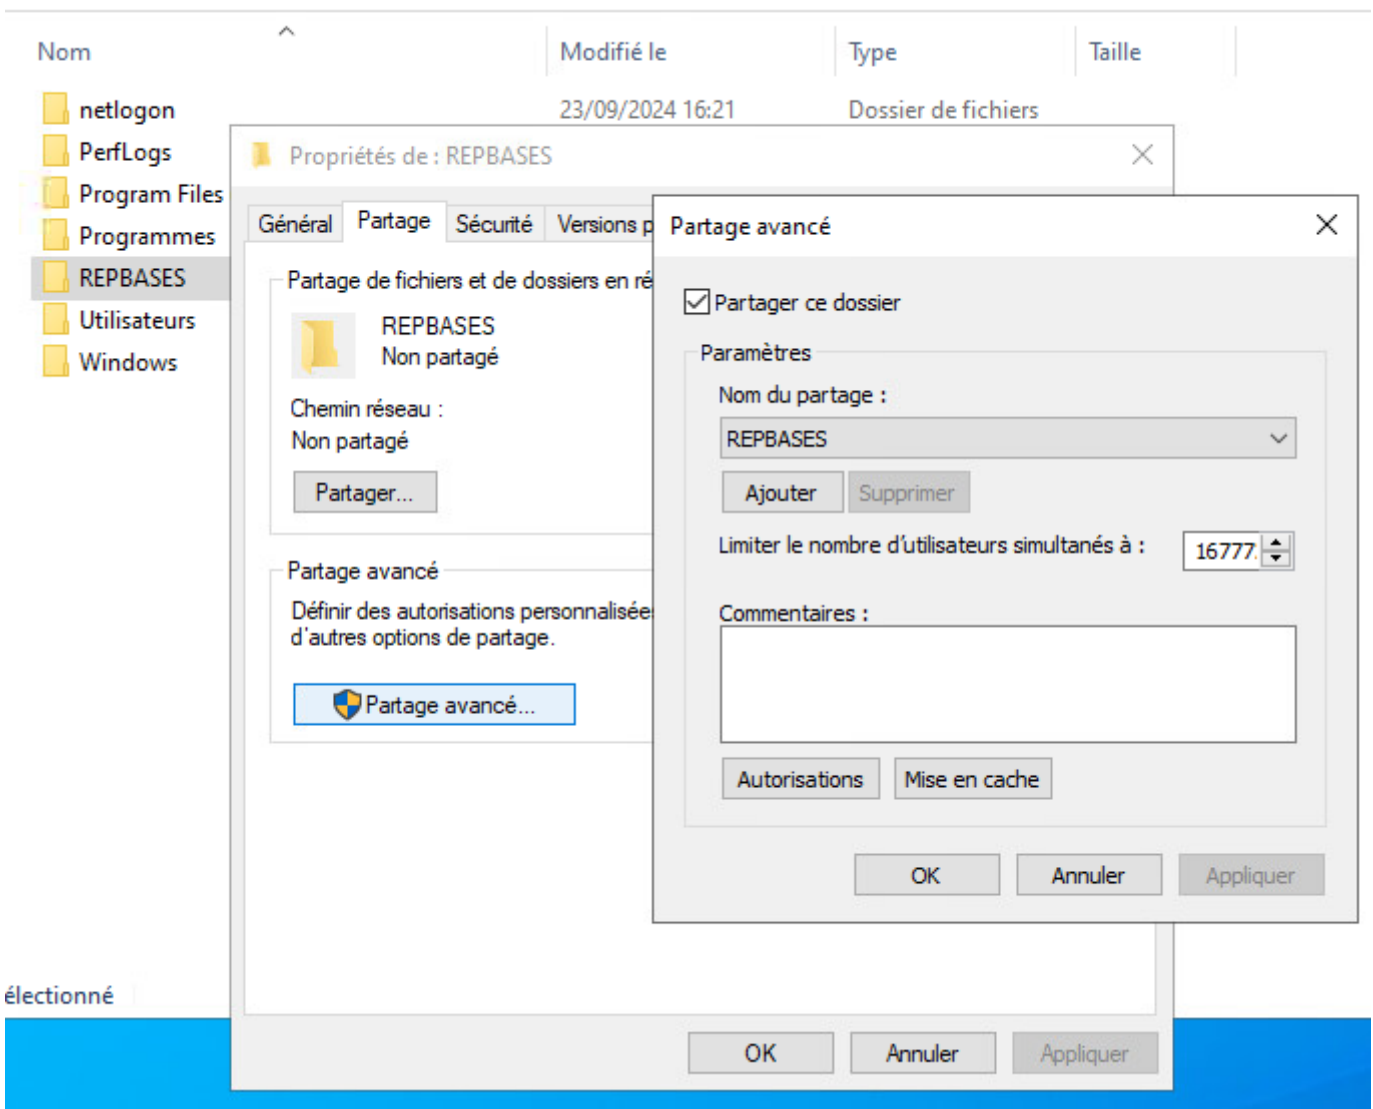 Nom Modifié le Type Taille
netlogon 23/09/2024 16:21 Dossier de fichiers
PerfLogs
Program Files
Programmes
REPBASES
Utilisateurs
Windows
électionné
Propriétés de : REPBASES
Général Partage Sécurité Versions p
Partage de fichiers et de dossiers en ré
REPBASES
Non partagé
Chemin réseau :
Non partagé
Partager...
Partage avancé
Définir des autorisations personnalisées
d'autres options de partage.
Partage avancé...
OK Annuler Appliquer
Partage avancé
Partager ce dossier
Paramètres
Nom du partage :
REPBASES
Ajouter Supprimer
Limiter le nombre d'utilisateurs simultanés à : 16777
Commentaires :
Autorisations Mise en cache
OK Annuler Appliquer